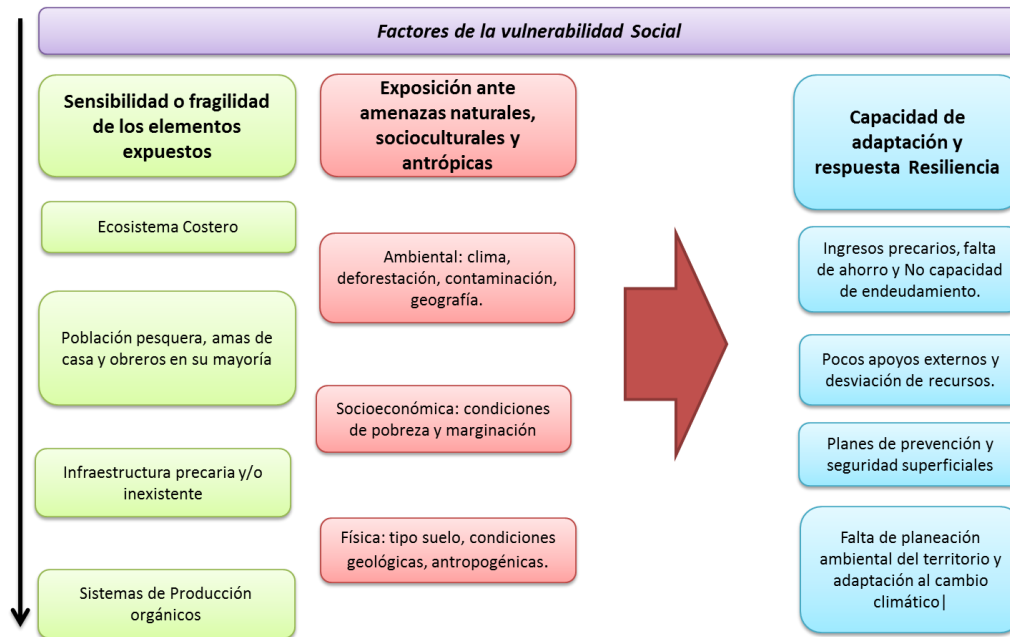 Factores de la vulnerabilidad Social
Sensibilidad o fragilidad
de los elementos
expuestos
Ecosistema Costero
Población pesquera, amas de
casa y obreros en su mayoría
Infraestructura precaria y/o
inexistente
Sistemas de Producción
orgánicos
Exposición ante
amenazas naturales,
socioculturales y
antrópicas
Ambiental: clima,
deforestación, contaminación,
geografía.
Socioeconómica: condiciones
de pobreza y marginación
Física: tipo suelo, condiciones
geológicas, antropogénicas.
Capacidad de
adaptación y
respuesta Resiliencia
Ingresos precarios, falta
de ahorro y No capacidad
de endeudamiento.
Pocos apoyos externos y
desviación de recursos.
Planes de prevención y
seguridad superficiales
Falta de planeación
ambiental del territorio y
adaptación al cambio
climático|